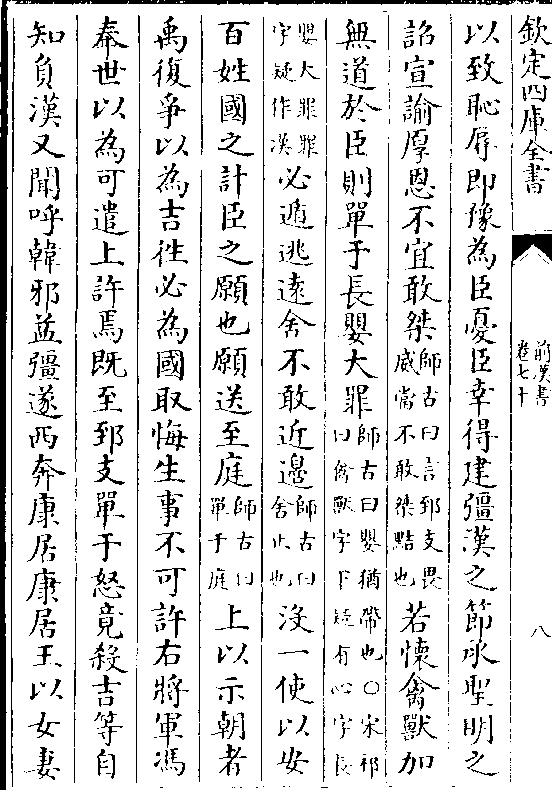 欽定四庫全書
前漢書
卷七十
八
以致恥辱即豫為臣憂臣幸得建彊漢之節承聖明之
詔宣諭厚恩不宜敢桀師古曰言郅支畏威當不敢桀黠也若懷禽獸加
無道於臣則單于長嬰大罪師古曰嬰猶帶也○宋祁曰禽獸字下疑有心字長
嬰大罪罪字疑作漢必遁逃逺舍不敢近邉師古曰舍止也沒一使以安
百姓國之計臣之願也願送至庭師古曰單于庭上以示朝者
禹復爭以為吉徃必為國取悔生事不可許右將軍馮
奉世以為可遣上許焉既至郅支單于怒竟殺吉等自
知負漢又聞呼韓邪益彊遂西奔康居康居王以女妻